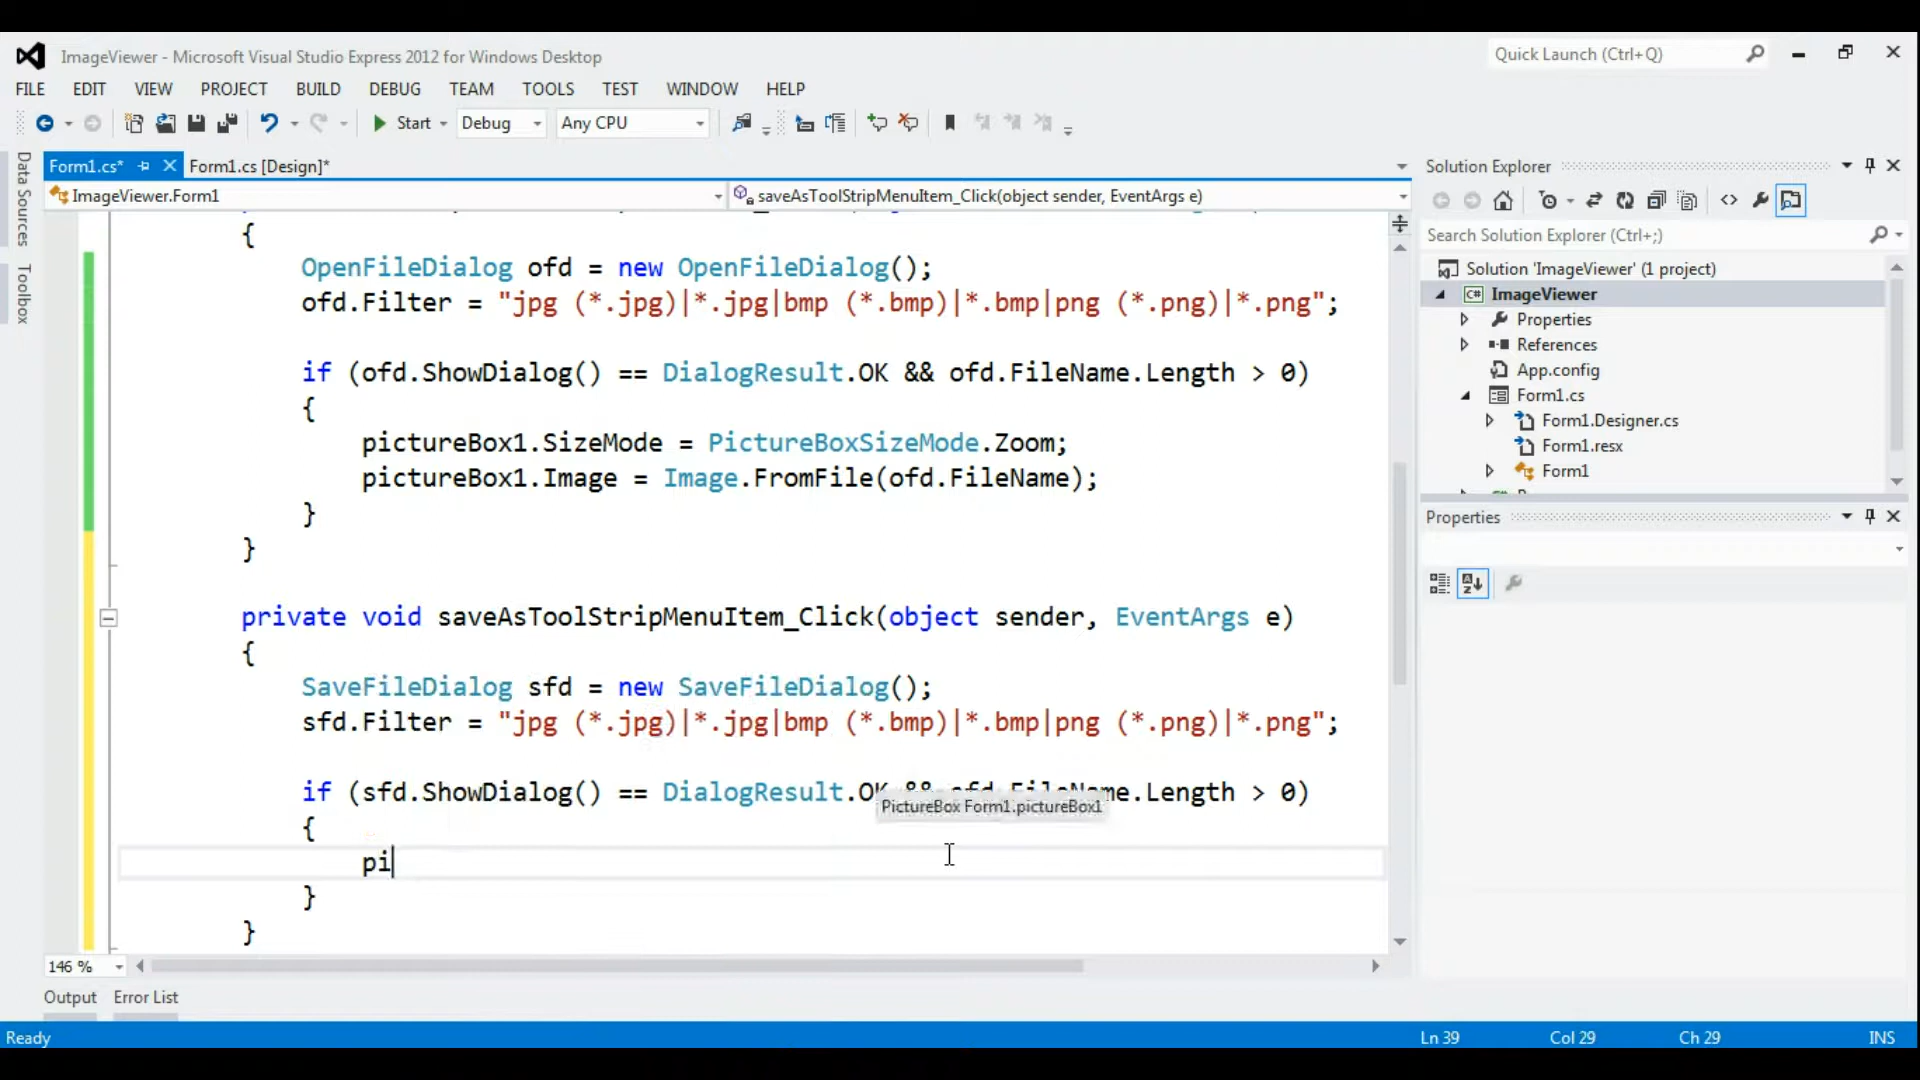 ImageViewer - Microsoft Visual Studio Express 2012 for Windows Desktop
Quick Launch (Ctrl+Q)
FILE EDIT VIEW PROJECT BUILD DEBUG TEAM TOOLS TEST WINDOW HELP
Start Debug Any CPU
Data Sources
Toolbox
Form1.cs* Form1.cs [Design]*
ImageViewer.Form1 saveAsToolStripMenuItem_Click(object sender, EventArgs e)
{
OpenFileDialog ofd = new OpenFileDialog();
ofd.Filter = "jpg (*.jpg)|*.jpg|bmp (*.bmp)|*.bmp|png (*.png)|*.png";
if (ofd.ShowDialog() == DialogResult.OK && ofd.FileName.Length > 0)
{
pictureBox1.SizeMode = PictureBoxSizeMode.Zoom;
pictureBox1.Image = Image.FromFile(ofd.FileName);
}
}
private void saveAsToolStripMenuItem_Click(object sender, EventArgs e)
{
SaveFileDialog sfd = new SaveFileDialog();
sfd.Filter = "jpg (*.jpg)|*.jpg|bmp (*.bmp)|*.bmp|png (*.png)|*.png";
if (sfd.ShowDialog() == DialogResult.OK && .FileName.Length > 0)
PictureBox Form1.pictureBox1
{
pi
}
}
146 %
Output Error List
Solution Explorer
Search Solution Explorer (Ctrl+;)
Solution 'ImageViewer' (1 project)
C# ImageViewer
Properties
References
App.config
Form1.cs
Form1.Designer.cs
Form1.resx
Form1
Properties
Ready Ln 39 Col 29 Ch 29 INS